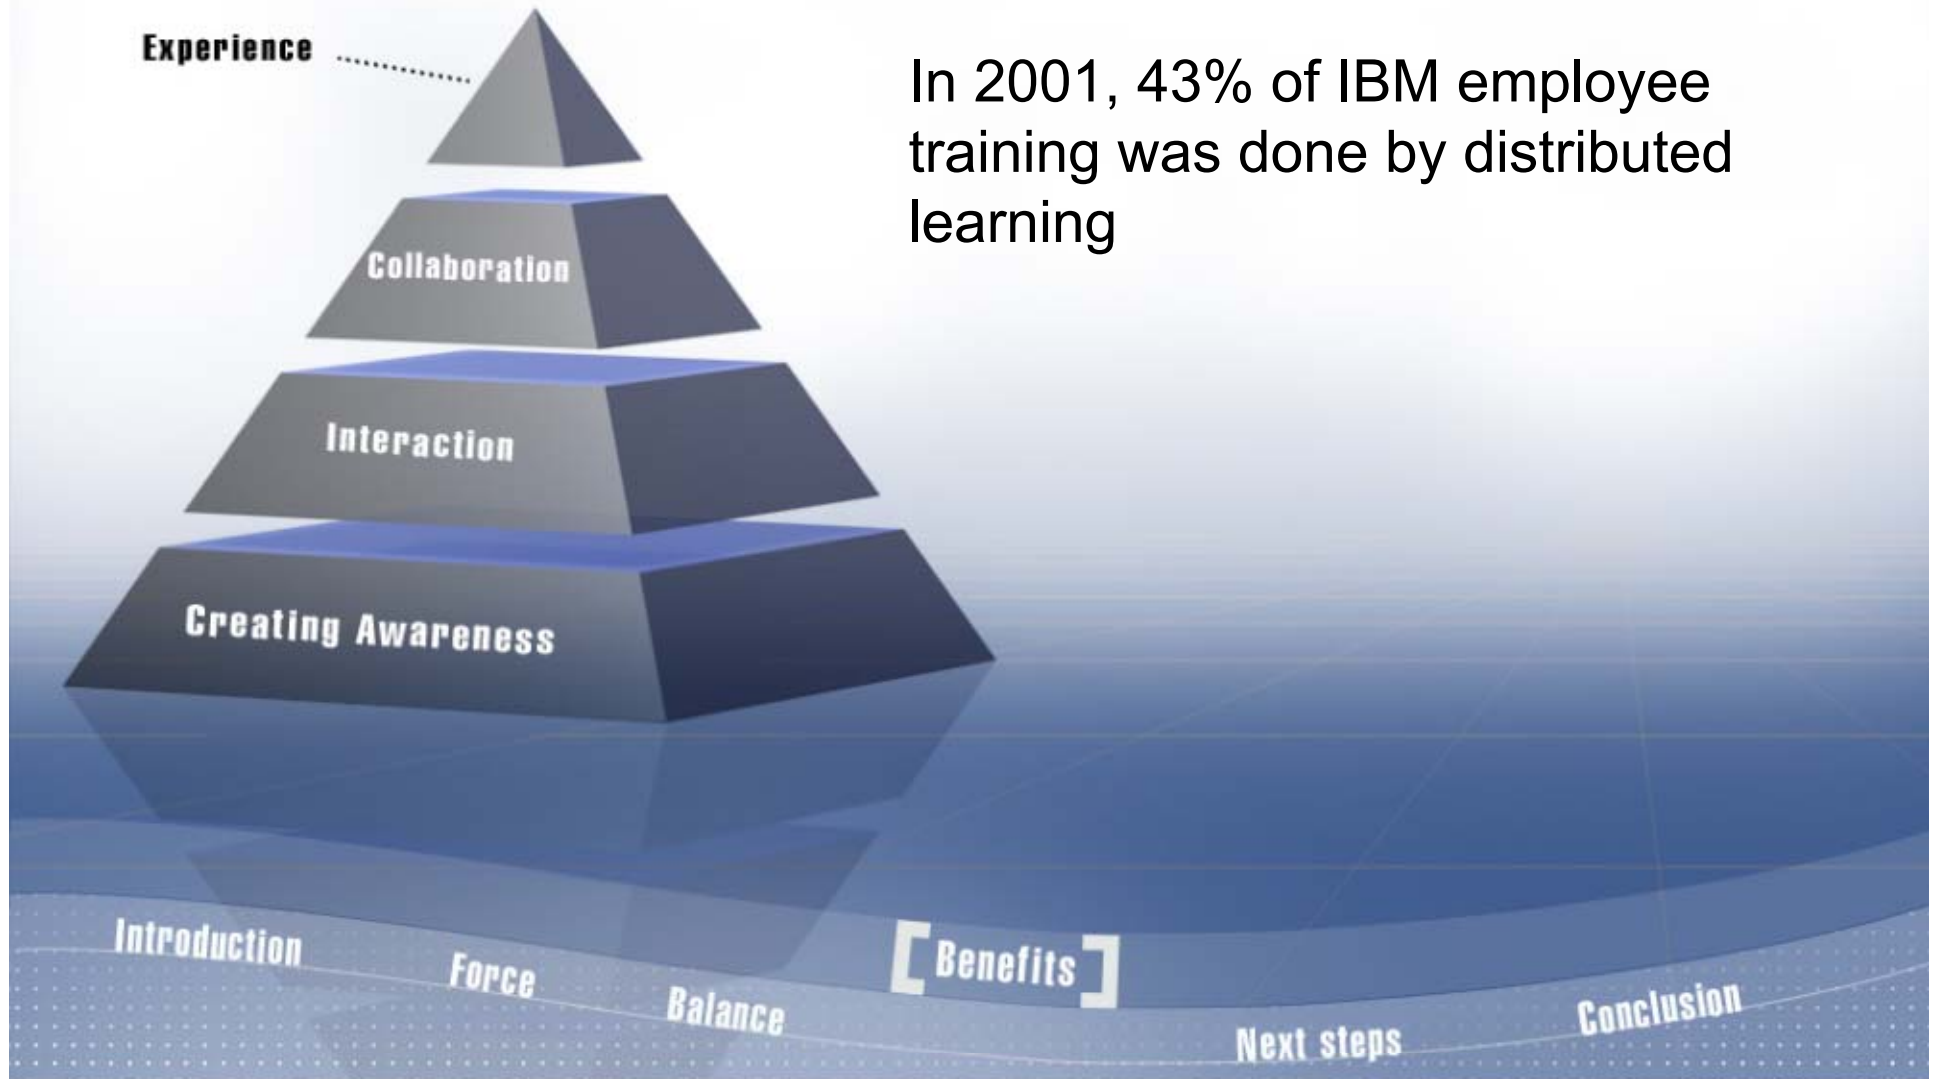 Experience
In 2001, 43% of IBM employee
training was done by distributed
learning
Collaboration
Interaction
Creating Awareness
Introduction
Force
Balance
[Benefits]
Next steps
Conclusion